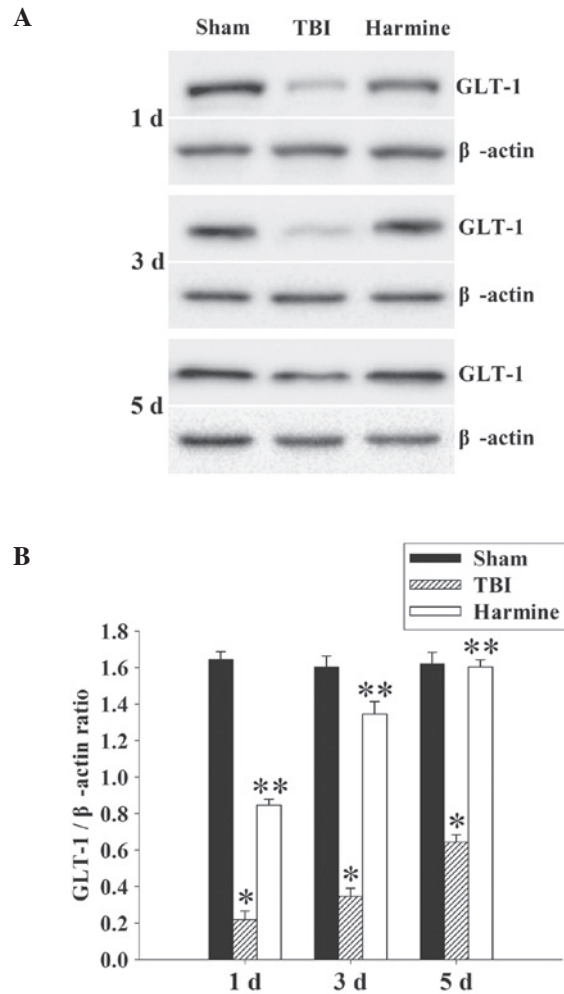 A
Sham TBI Harmine
GLT-1
1 d
β -actin
GLT-1
3 d
β -actin
GLT-1
5 d
β -actin
B
Sham
TBI
Harmine
GLT-1 / β -actin ratio
1.8
1.6
1.4
1.2
1.0
0.8
0.6
0.4
0.2
0.0
** ** **
* * *
1 d 3 d 5 d